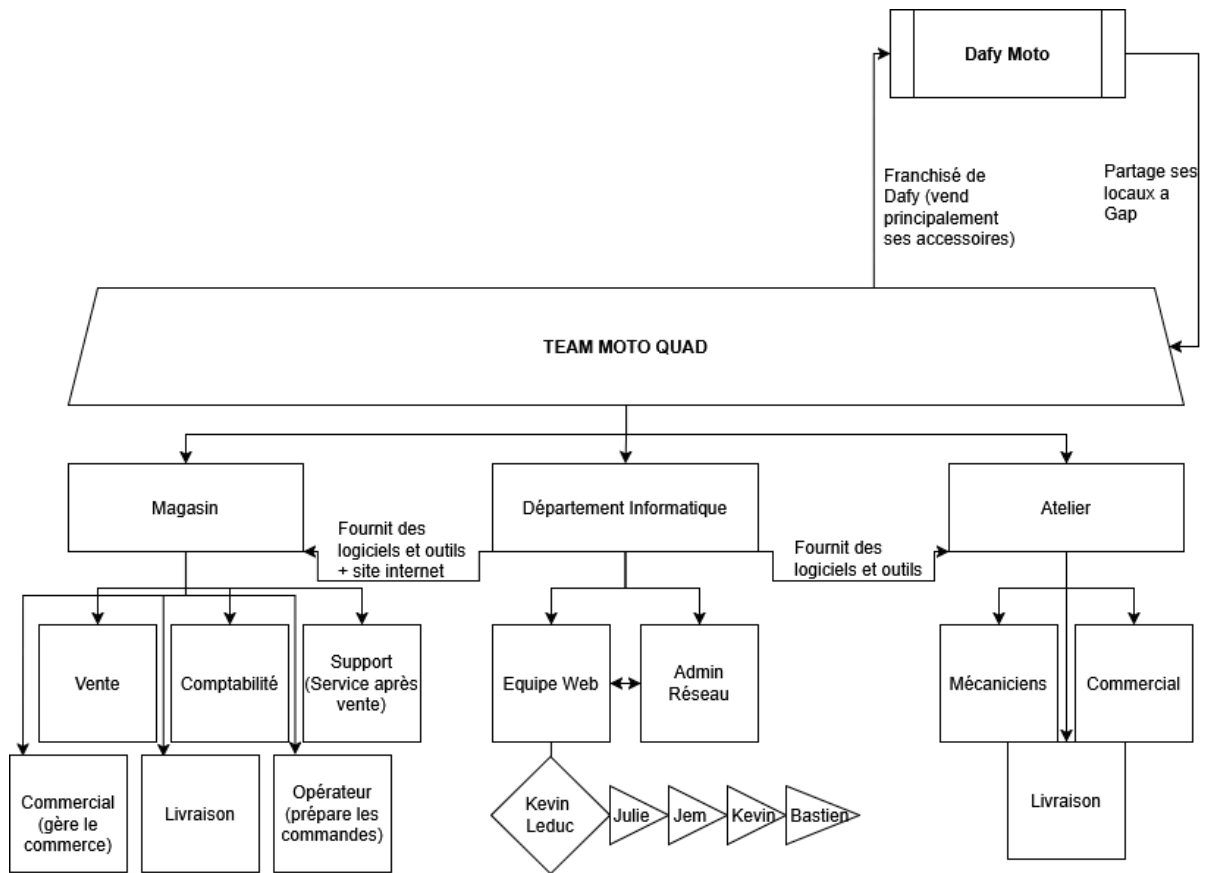 Dafy Moto
Franchisé de
Dafy (vend
principalement
ses accessoires)
Partage ses
locaux a
Gap
TEAM MOTO QUAD
Magasin
Département Informatique
Atelier
Fournit des
logiciels et outils
+ site internet
Fournit des
logiciels et outils
Vente
Comptabilité
Support
(Service après
vente)
Equipe Web
Admin
Réseau
Mécaniciens
Commercial
Commercial
(gère le
commerce)
Livraison
Opérateur
(prépare les
commandes)
Kevin
Leduc
Julie
Jem
Kevin
Bastien
Livraison